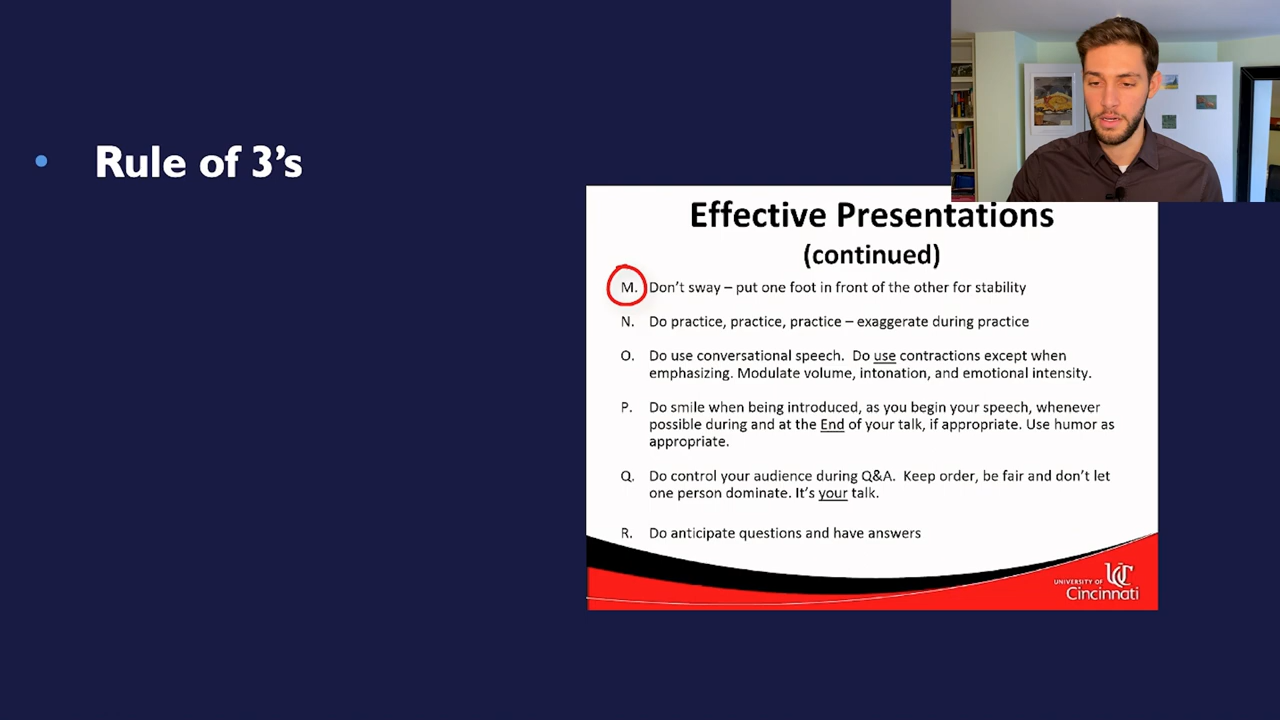 • Rule of 3’s
Effective Presentations
(continued)
M. Don’t sway – put one foot in front of the other for stability
N. Do practice, practice, practice – exaggerate during practice
O. Do use conversational speech. Do use contractions except when
emphasizing. Modulate volume, intonation, and emotional intensity.
P. Do smile when being introduced, as you begin your speech, whenever
possible during and at the End of your talk, if appropriate. Use humor as
appropriate.
Q. Do control your audience during Q&A. Keep order, be fair and don’t let
one person dominate. It’s your talk.
R. Do anticipate questions and have answers
UNIVERSITY OF UC
Cincinnati